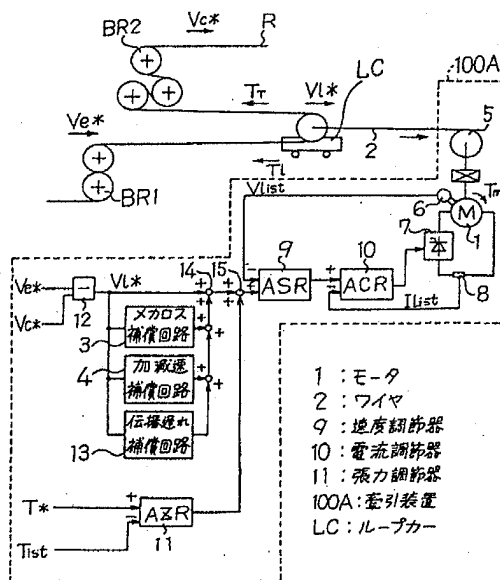 Vc*
R
BR2
100A
LC
TT
Vl*
5
Ve*
2
Tl
BR1
Vlist
6
Tm
M
1
7
14
15
9
10
8
ASR
ACR
Ilist
Ve*
Vc*
−
12
Vl*
メカロス
補償回路
3
加減速
補償回路
4
伝播遅れ
補償回路
13
T*
Tist
AZR
11
1:モータ
2:ワイヤ
9:速度調節器
10:電流調節器
11:張力調節器
100A:牽引装置
LC:ループカー